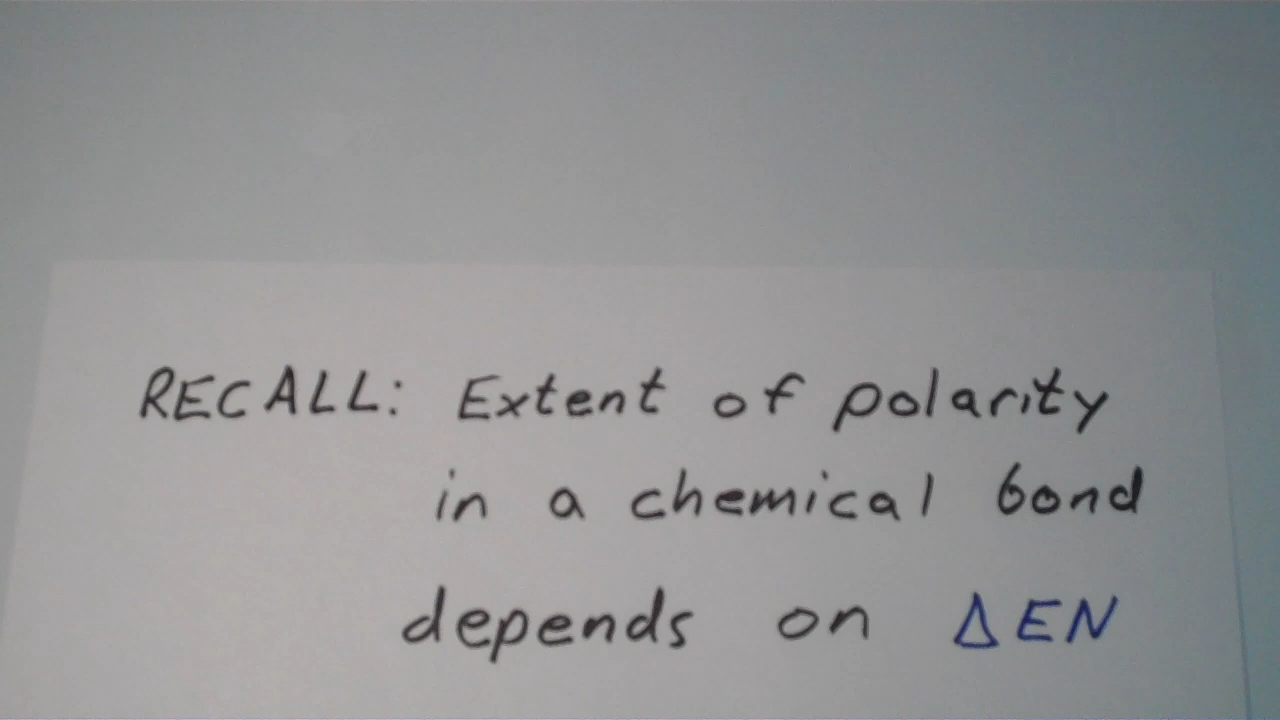 RECALL: Extent of polarity
in a chemical bond
depends on ΔEN